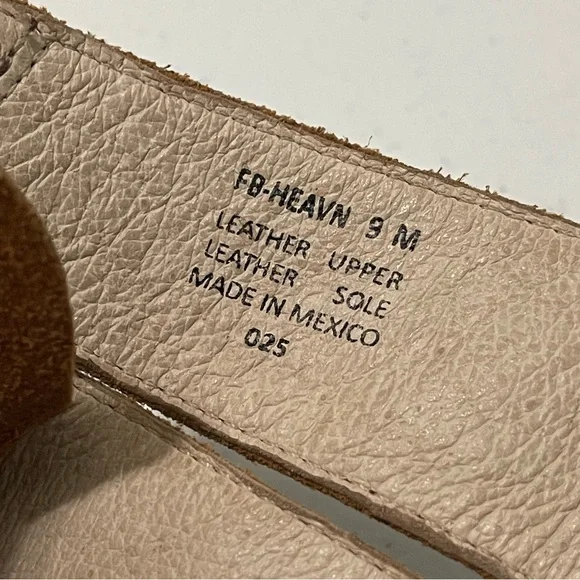 FB-HEAVN 9 M
LEATHER UPPER
LEATHER SOLE
MADE IN MEXICO
025